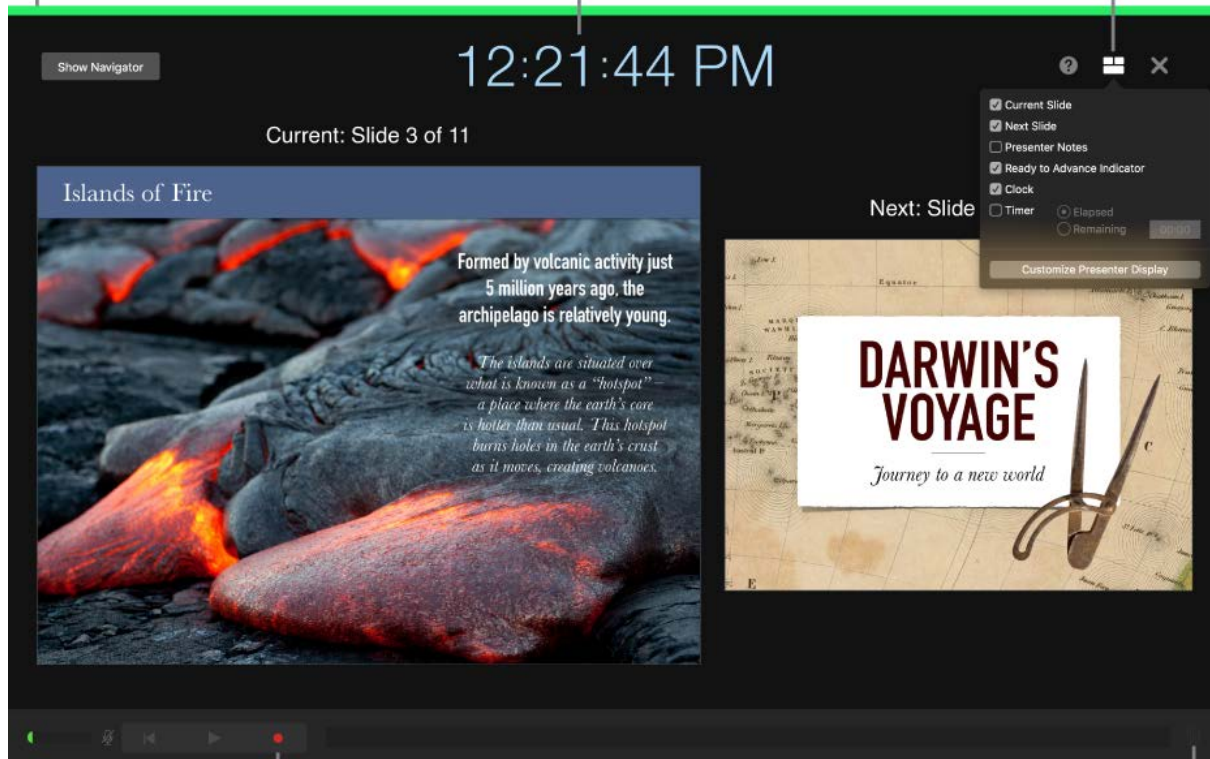 12:21:44 PM
Show Navigator
?
Current Slide
Next Slide
Presenter Notes
Ready to Advance Indicator
Clock
Timer
Elapsed
Remaining
00:00
Customize Presenter Display
Current: Slide 3 of 11
Islands of Fire
Formed by volcanic activity just
5 million years ago, the
archipelago is relatively young.
The islands are situated over
what is known as a "hotspot" –
a place where the earth's core
is hotter than usual. This hotspot
burns holes in the earth's crust
as it moves, creating volcanoes.
Next: Slide
Equator
DARWIN'S
VOYAGE
Journey to a new world
C
E